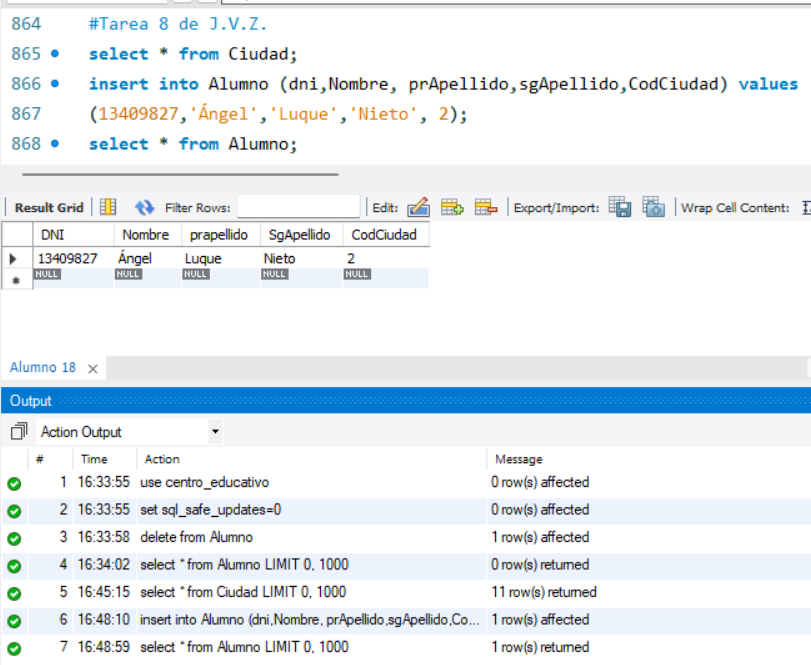 864 #Tarea 8 de J.V.Z.
865 select * from Ciudad;
866 insert into Alumno (dni,Nombre, prApellido,sgApellido,CodCiudad) values
867 (13409827,'Ángel','Luque','Nieto', 2);
868 select * from Alumno;
Result Grid Filter Rows: Edit: Export/Import: Wrap Cell Content:
DNI Nombre prapellido SgApellido CodCiudad
13409827 Ángel Luque Nieto 2
NULL NULL NULL NULL NULL
Alumno 18
Output
Action Output
# Time Action Message
1 16:33:55 use centro_educativo 0 row(s) affected
2 16:33:55 set sql_safe_updates=0 0 row(s) affected
3 16:33:58 delete from Alumno 1 row(s) affected
4 16:34:02 select * from Alumno LIMIT 0, 1000 0 row(s) returned
5 16:45:15 select * from Ciudad LIMIT 0, 1000 11 row(s) returned
6 16:48:10 insert into Alumno (dni,Nombre, prApellido,sgApellido,Co... 1 row(s) affected
7 16:48:59 select * from Alumno LIMIT 0, 1000 1 row(s) returned